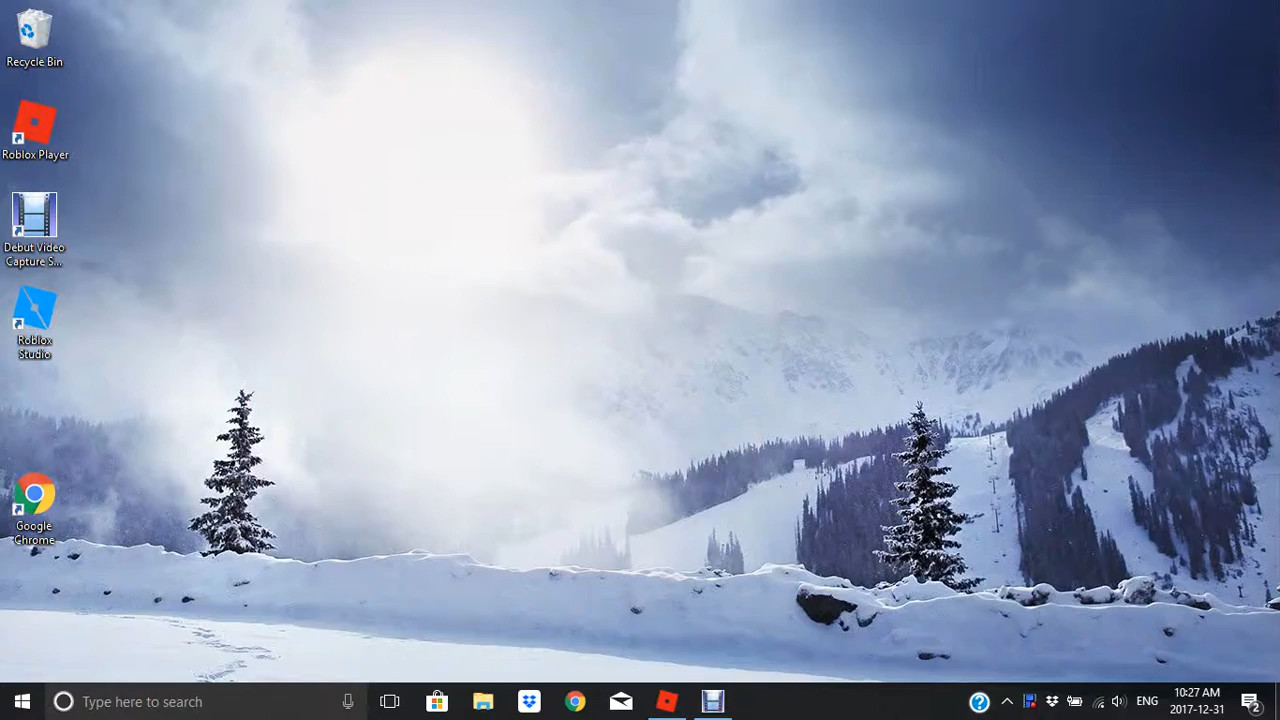 Recycle Bin
Roblox Player
Debut Video
Capture S...
Roblox
Studio
Google
Chrome
Type here to search
ENG
10:27 AM
2017-12-31
2